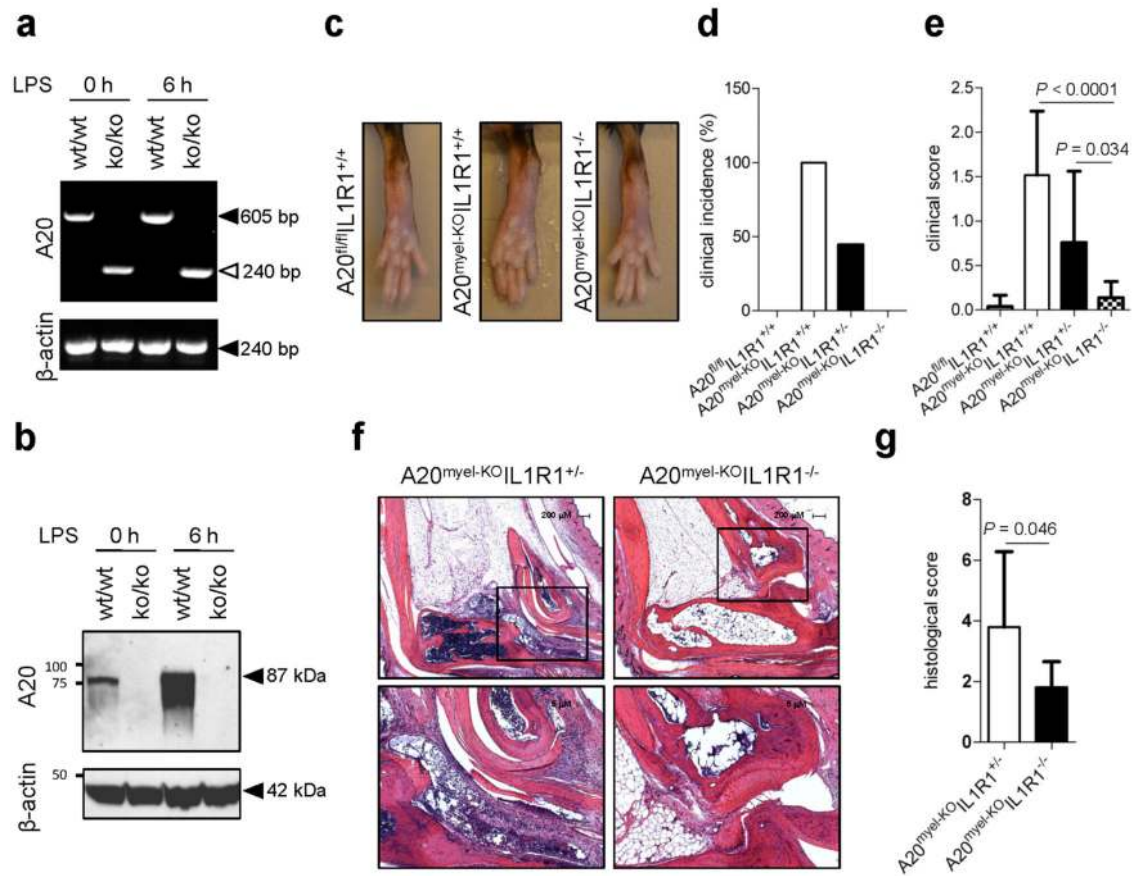 a
LPS
0 h
6 h
wt/wt
ko/ko
wt/wt
ko/ko
A20
605 bp
240 bp
β-actin
240 bp
b
LPS
0 h
6 h
wt/wt
ko/ko
wt/wt
ko/ko
A20
100
75
87 kDa
β-actin
50
42 kDa
c
A20fl/flIL1R1+/+
A20myel-KOIL1R1+/+
A20myel-KOIL1R1-/-
d
clinical incidence (%)
150
100
50
0
A20fl/flIL1R1+/+
A20myel-KOIL1R1+/+
A20myel-KOIL1R1+/-
A20myel-KOIL1R1-/-
e
clinical score
2.5
2.0
1.5
1.0
0.5
0.0
P < 0.0001
P = 0.034
A20fl/flIL1R1+/+
A20myel-KOIL1R1+/+
A20myel-KOIL1R1+/-
A20myel-KOIL1R1-/-
f
A20myel-KOIL1R1+/-
A20myel-KOIL1R1-/-
200 µM
200 µM
g
histological score
8
6
4
2
0
P = 0.046
A20myel-KOIL1R1+/-
A20myel-KOIL1R1-/-